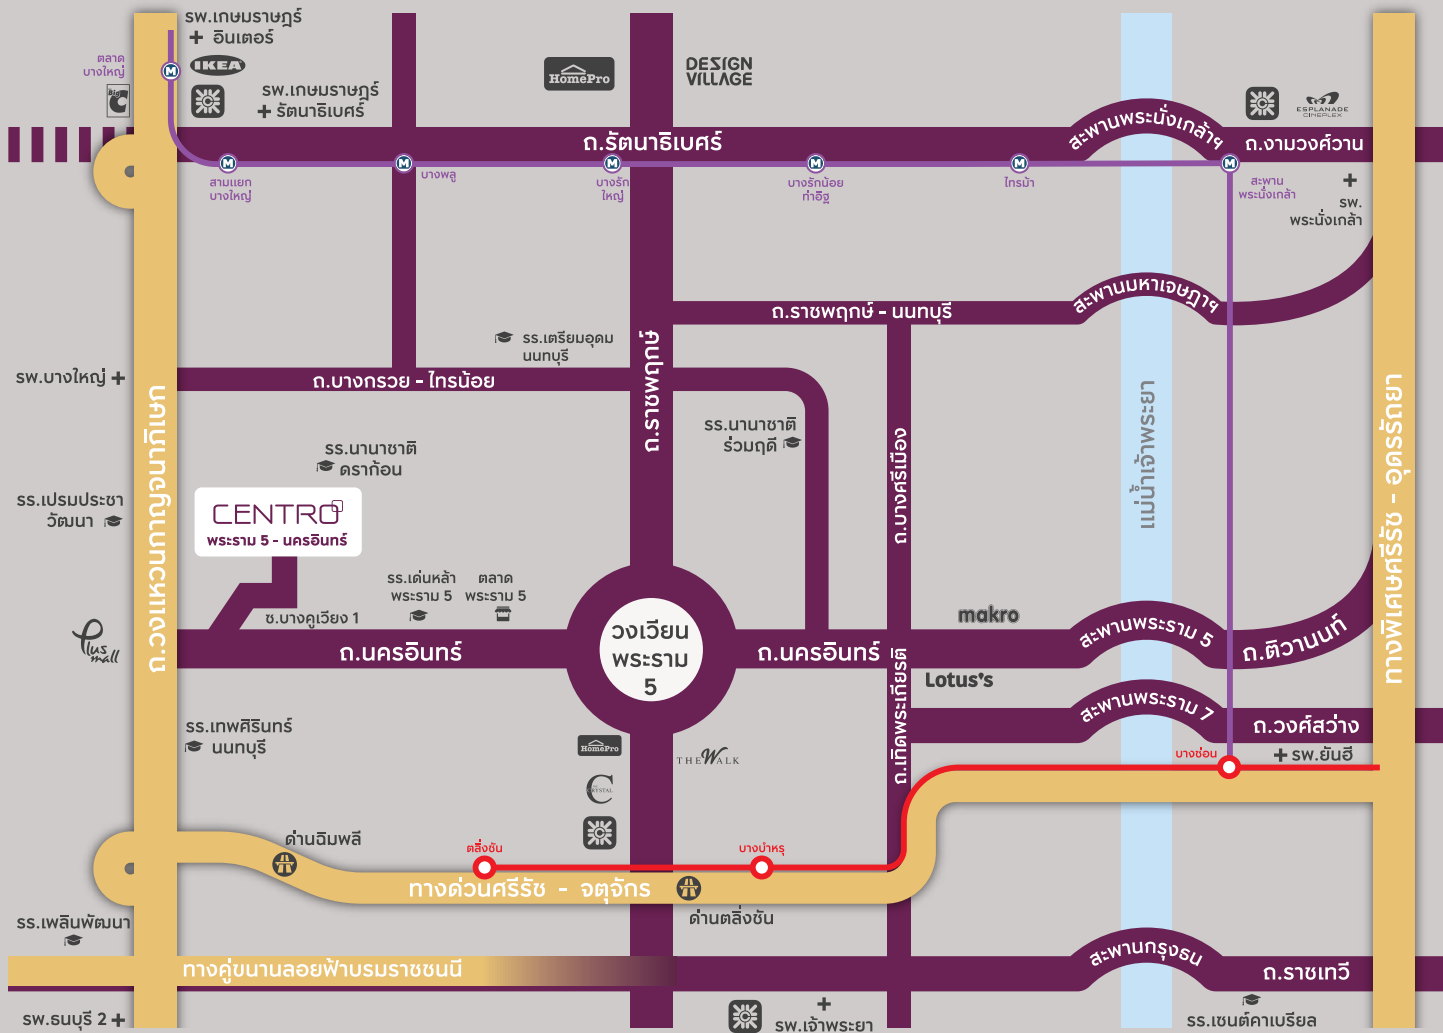 รพ.เกษมราษฎร์
อินเตอร์
ตลาด
บางใหญ่
M
IKEA
Big C
รพ.เกษมราษฎร์
รัตนาธิเบศร์
HomePro
DESIGN
VILLAGE
ESPLANADE
CINEPLEX
ถ.รัตนาธิเบศร์
สะพานพระนั่งเกล้าฯ
ถ.งามวงศ์วาน
M
M
M
M
M
M
สามแยก
บางใหญ่
บางพลู
บางรัก
ใหญ่
บางรักน้อย
ท่าอิฐ
ไทรม้า
สะพาน
พระนั่งเกล้า
รพ.
พระนั่งเกล้า
สะพานมหาเจษฎาฯ
ถ.ราชพฤกษ์ - นนทบุรี
รร.เตรียมอุดม
นนทบุรี
ถ.ราชพฤกษ์
รพ.บางใหญ่
ถ.บางกรวย - ไทรน้อย
ถ.วงแหวนกาญจนาภิเษก
รร.นานาชาติ
ร่วมฤดี
รร.นานาชาติ
ดราก้อน
ถ.บางศรีเมือง
แม่น้ำเจ้าพระยา
ทางพิเศษศรีรัช - อุดรรัถยา
รร.เปรมประชา
วัฒนา
CENTRO
พระราม 5 - นครอินทร์
รร.เด่นหล้า
พระราม 5
ตลาด
พระราม 5
ซ.บางคูเวียง 1
Plus
mall
ถ.นครอินทร์
วงเวียน
พระราม
5
ถ.นครอินทร์
makro
สะพานพระราม 5
ถ.ติวานนท์
Lotus's
ถ.เทิดพระเกียรติ
สะพานพระราม 7
ถ.วงศ์สว่าง
รร.เทพศิรินทร์
นนทบุรี
HomePro
THE WALK
บางซ่อน
รพ.ยันฮี
CRYSTAL
ด่านฉิมพลี
ตลิ่งชัน
บางบำหรุ
ทางด่วนศรีรัช - จตุจักร
ด่านตลิ่งชัน
รร.เพลินพัฒนา
ทางคู่ขนานลอยฟ้าบรมราชชนนี
สะพานกรุงธน
ถ.ราชเทวี
รพ.ธนบุรี 2
รพ.เจ้าพระยา
รร.เซนต์คาเบรียล